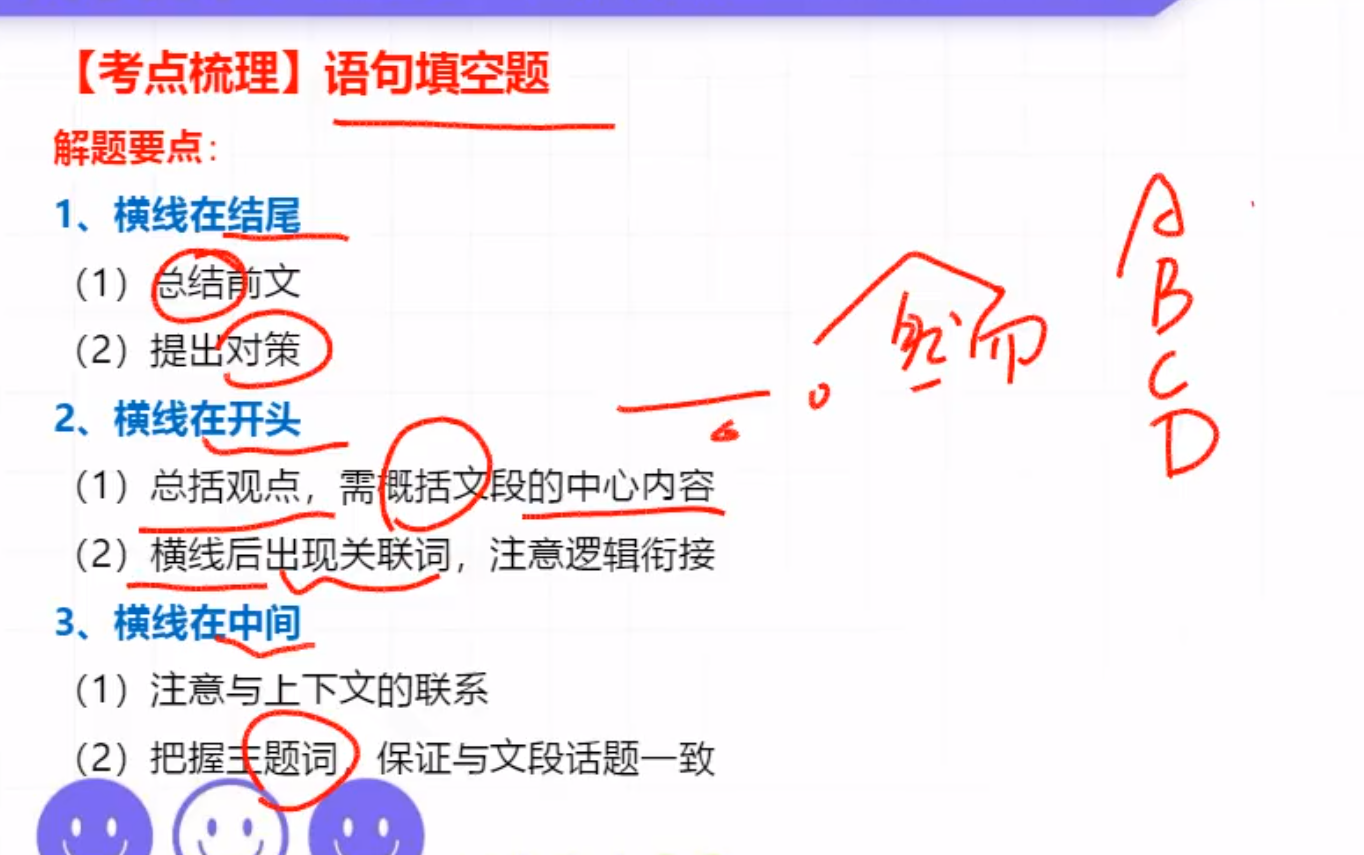 【考点梳理】语句填空题
解题要点：
1、横线在结尾
（1）总结前文
（2）提出对策
2、横线在开头
（1）总括观点，需概括文段的中心内容
（2）横线后出现关联词，注意逻辑衔接
3、横线在中间
（1）注意与上下文的联系
（2）把握主题词，保证与文段话题一致
然而
A
B
C
D